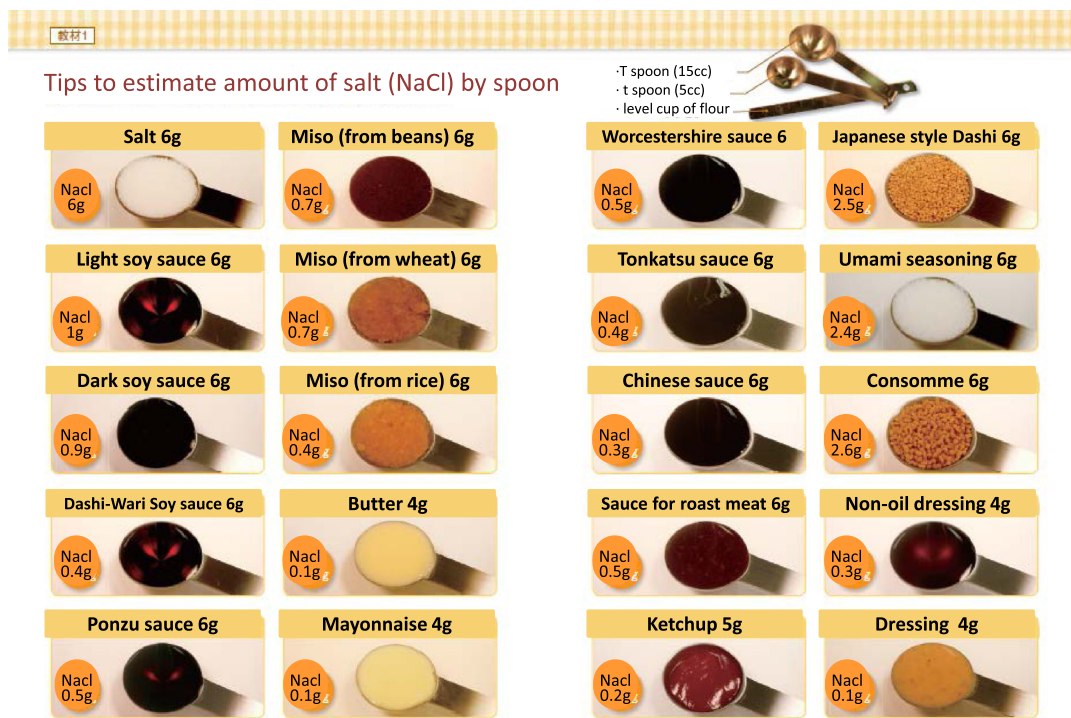 教材1
Tips to estimate amount of salt (NaCl) by spoon
·T spoon (15cc)
· t spoon (5cc)
· level cup of flour
Salt 6g
Nacl
6g
Miso (from beans) 6g
Nacl
0.7g
Worcestershire sauce 6
Nacl
0.5g
Japanese style Dashi 6g
Nacl
2.5g
Light soy sauce 6g
Nacl
1g
Miso (from wheat) 6g
Nacl
0.7g
Tonkatsu sauce 6g
Nacl
0.4g
Umami seasoning 6g
Nacl
2.4g
Dark soy sauce 6g
Nacl
0.9g
Miso (from rice) 6g
Nacl
0.4g
Chinese sauce 6g
Nacl
0.3g
Consomme 6g
Nacl
2.6g
Dashi-Wari Soy sauce 6g
Nacl
0.4g
Butter 4g
Nacl
0.1g
Sauce for roast meat 6g
Nacl
0.5g
Non-oil dressing 4g
Nacl
0.3g
Ponzu sauce 6g
Nacl
0.5g
Mayonnaise 4g
Nacl
0.1g
Ketchup 5g
Nacl
0.2g
Dressing 4g
Nacl
0.1g